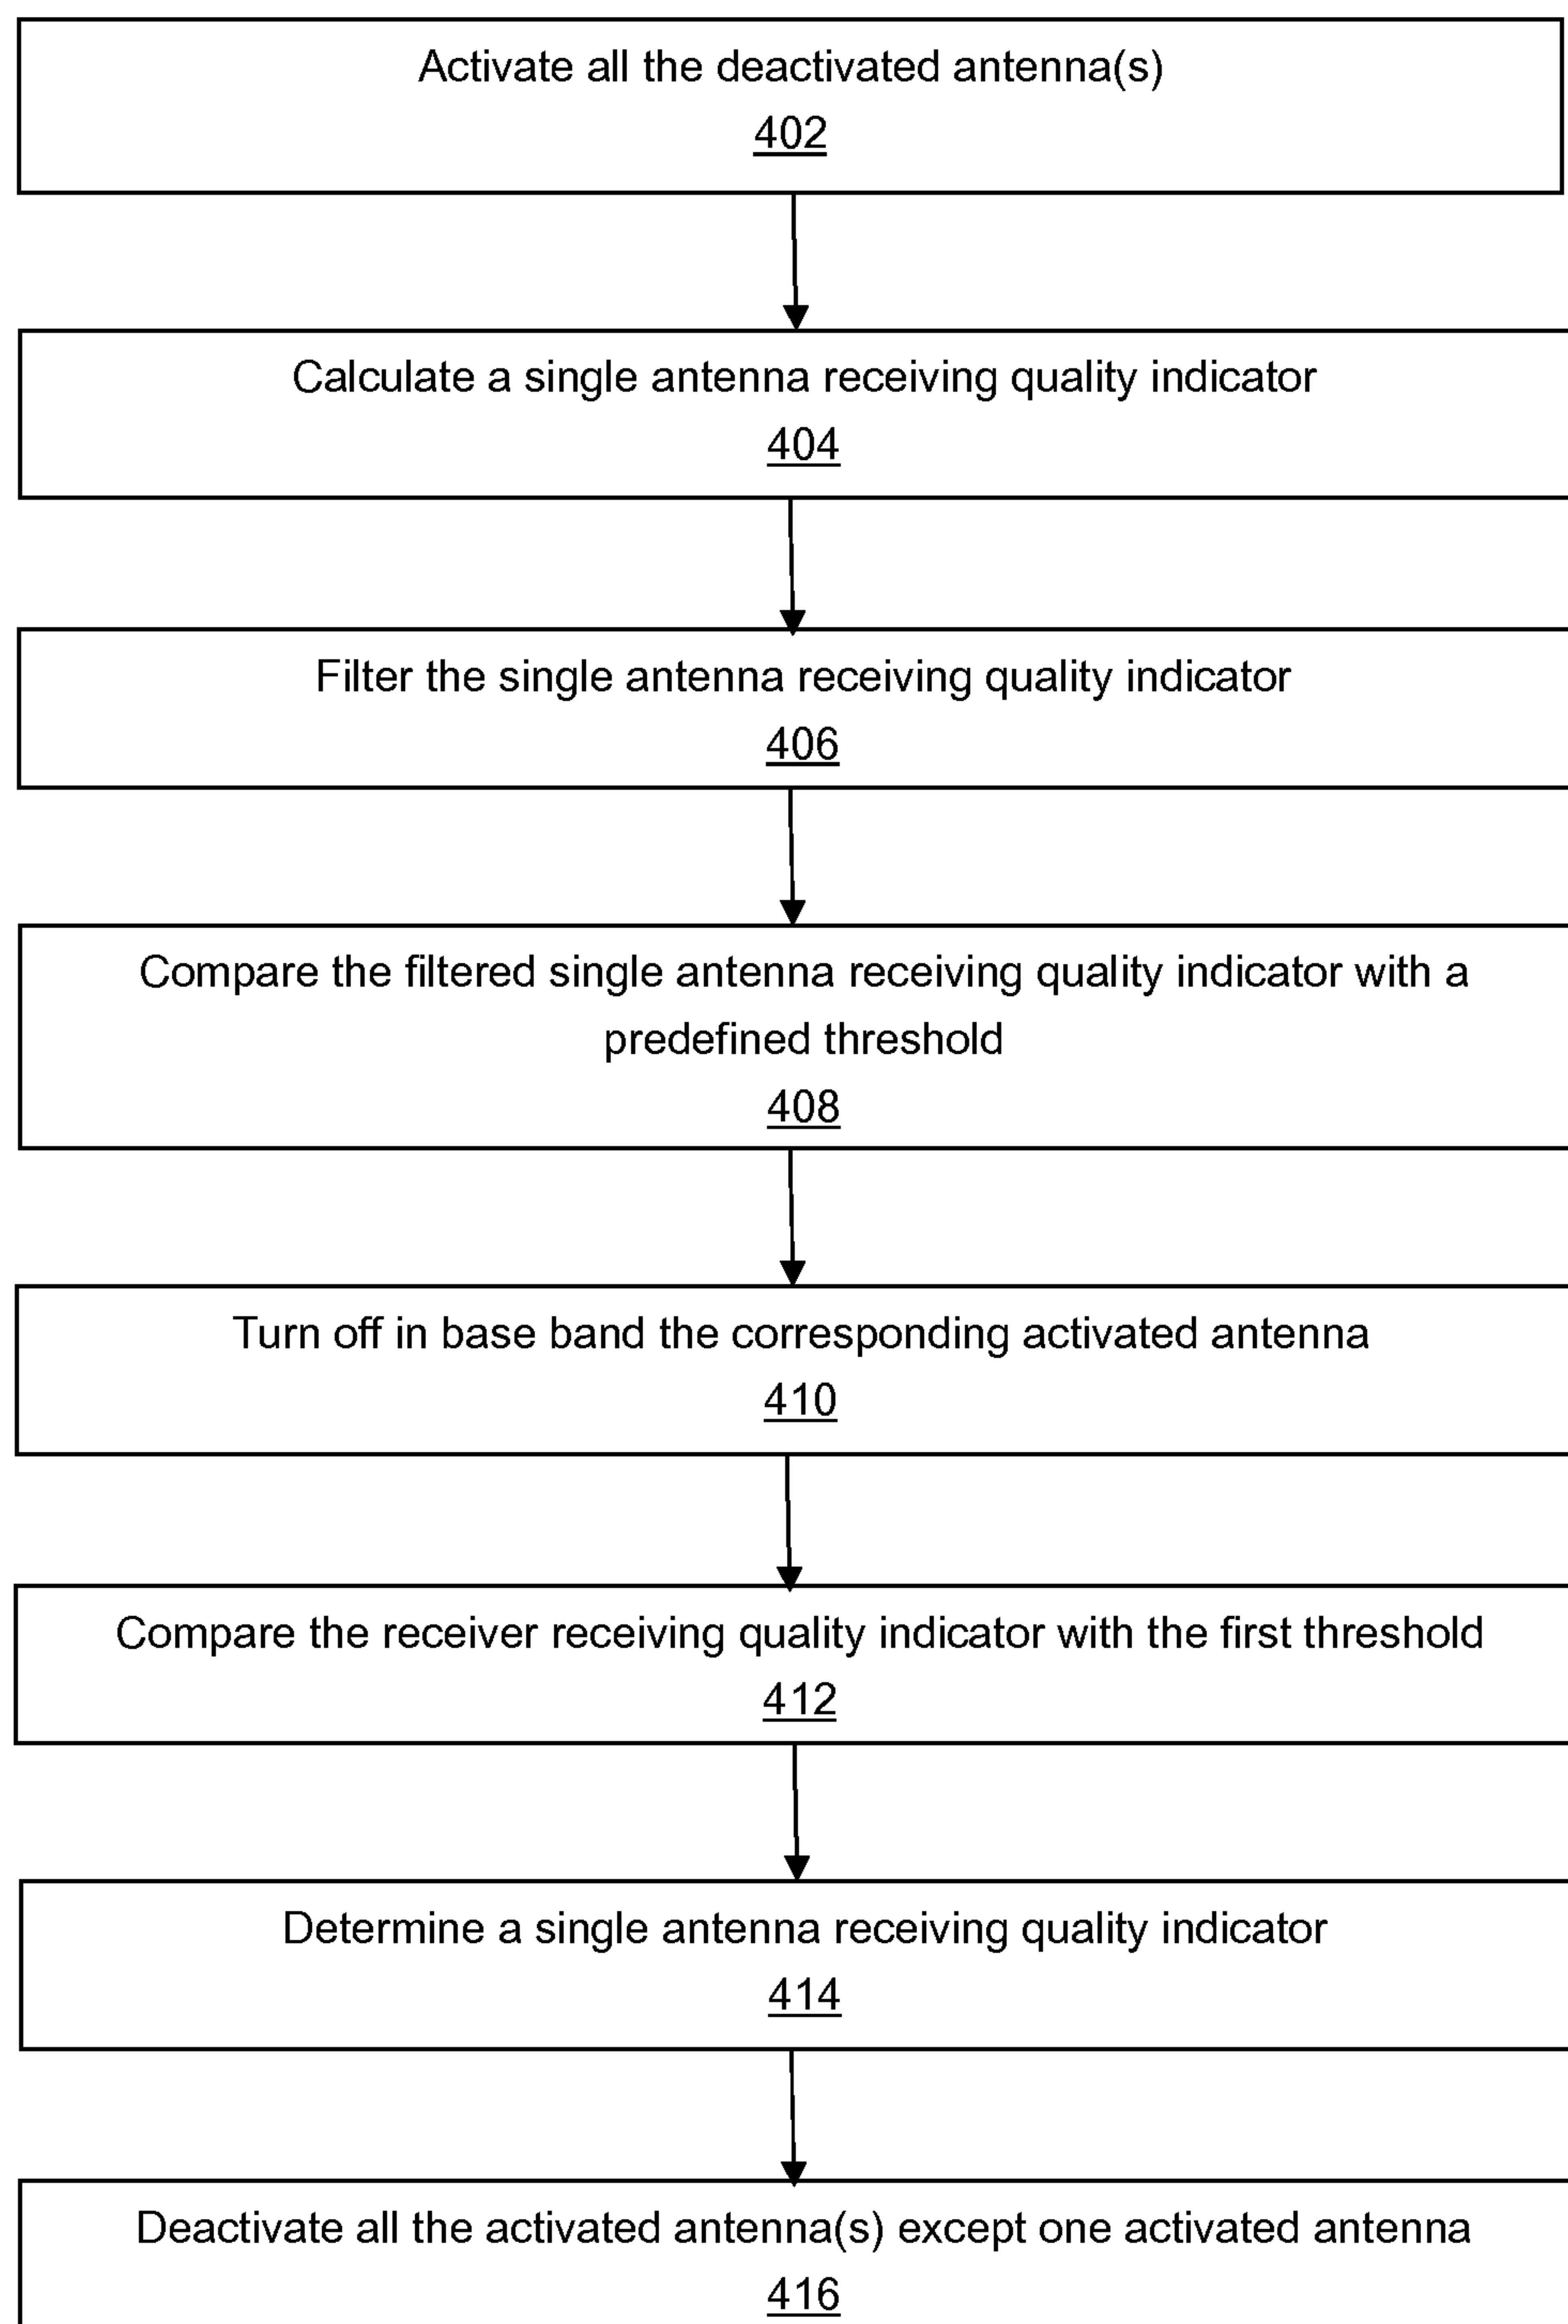 Activate all the deactivated antenna(s)
402
Calculate a single antenna receiving quality indicator
404
Filter the single antenna receiving quality indicator
406
Compare the filtered single antenna receiving quality indicator with a
predefined threshold
408
Turn off in base band the corresponding activated antenna
410
Compare the receiver receiving quality indicator with the first threshold
412
Determine a single antenna receiving quality indicator
414
Deactivate all the activated antenna(s) except one activated antenna
416